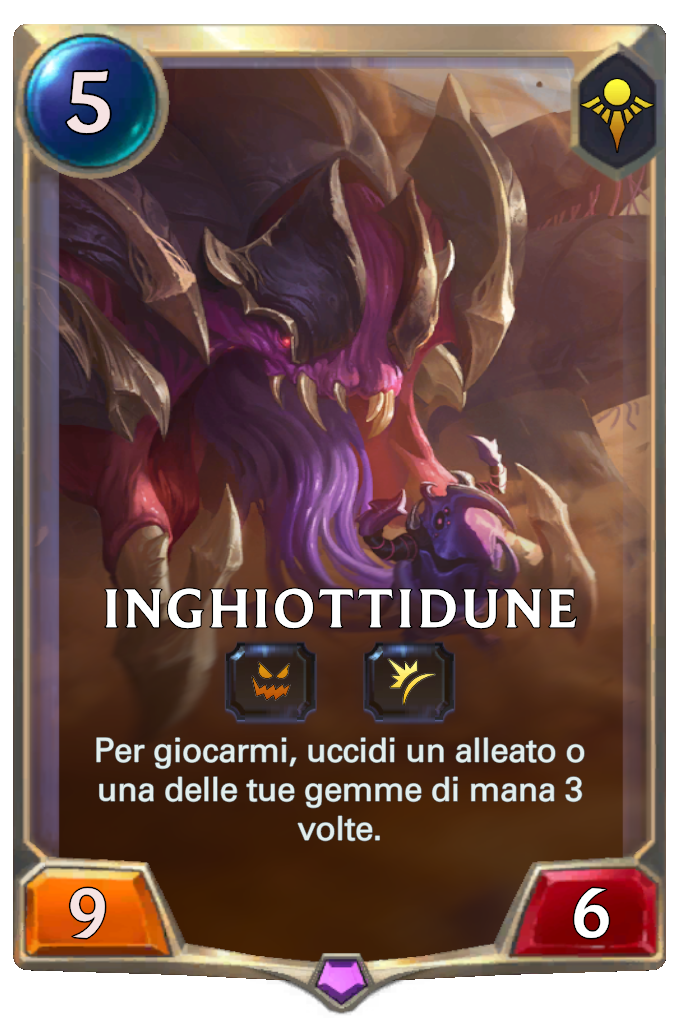 5
INGHIOTTIDUNE
Per giocarmi, uccidi un alleato o
una delle tue gemme di mana 3
volte.
9
6